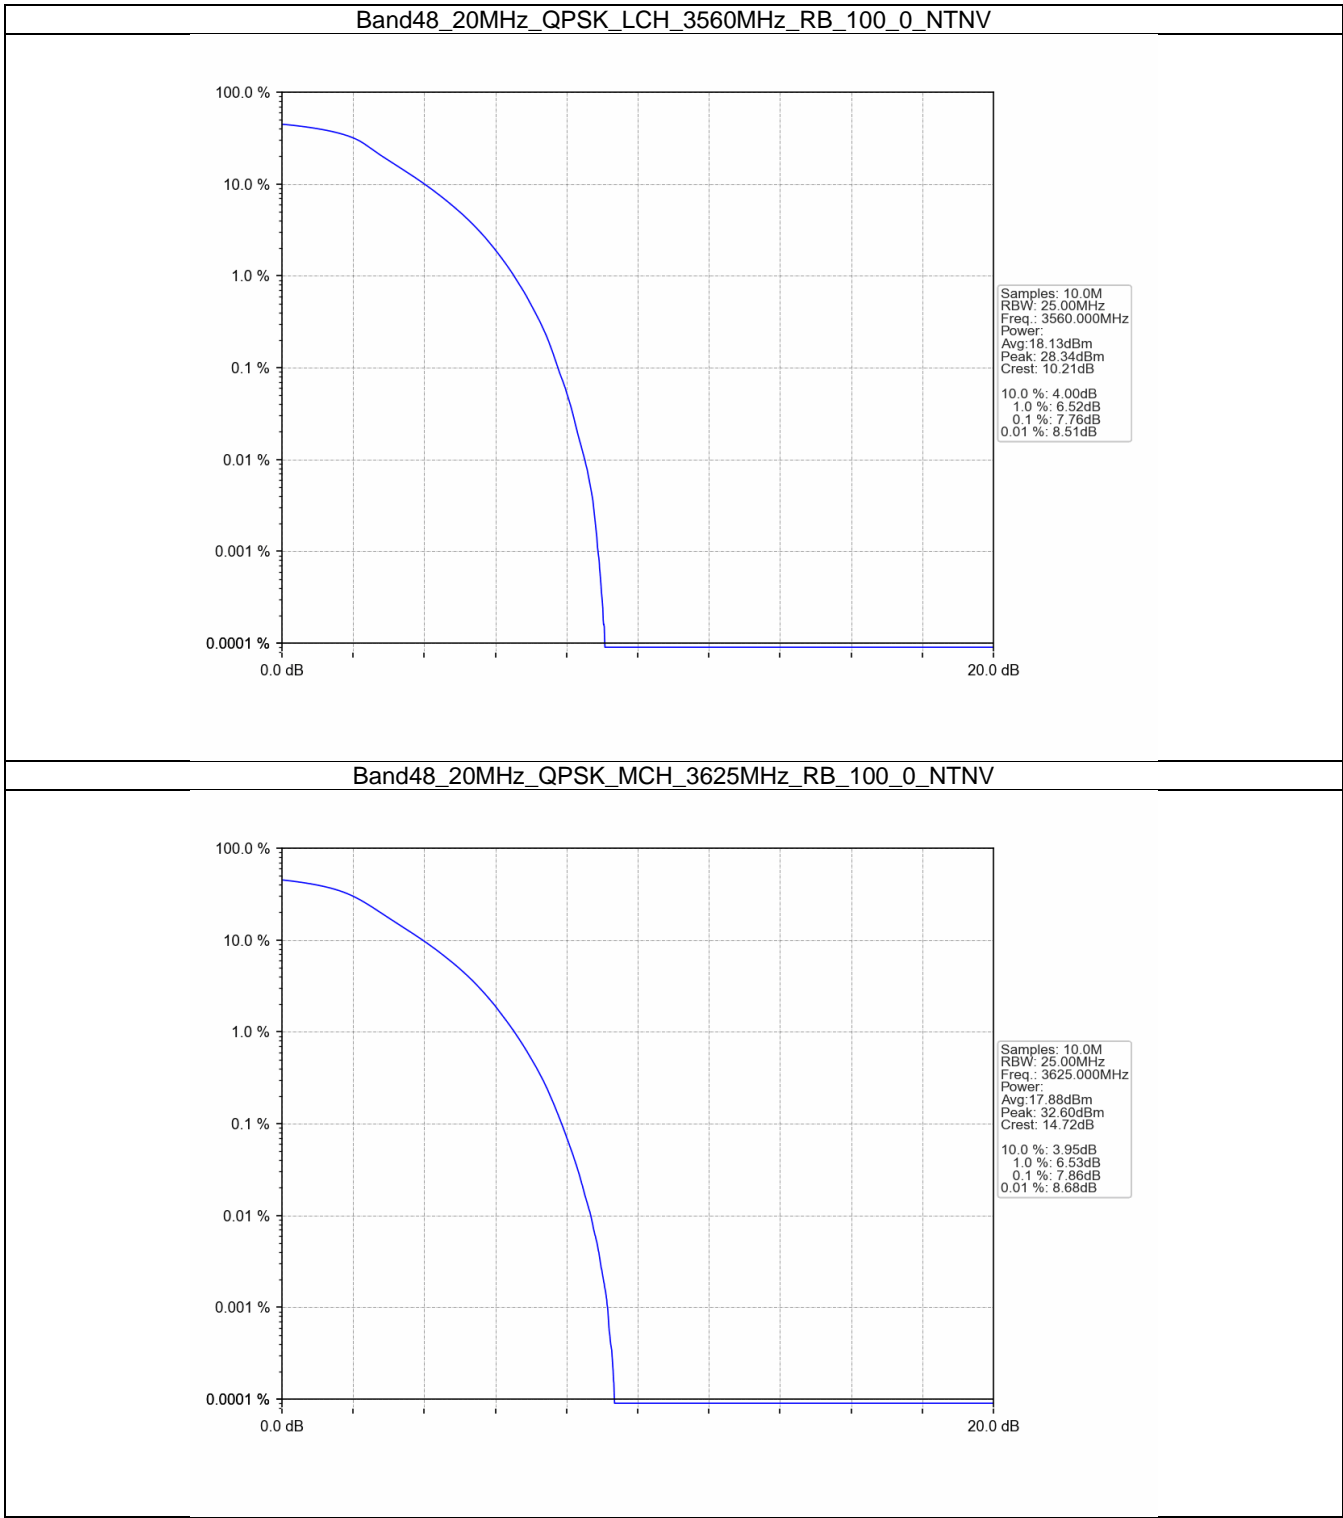 Band48_20MHz_QPSK_LCH_3560MHz_RB_100_0_NTNV
100.0 %
10.0 %
1.0 %
0.1 %
0.01 %
0.001 %
0.0001 %
0.0 dB
20.0 dB
Samples: 10.0M
RBW: 25.00MHz
Freq.: 3560.000MHz
Power:
Avg:18.13dBm
Peak: 28.34dBm
Crest: 10.21dB
10.0 %: 4.00dB
1.0 %: 6.52dB
0.1 %: 7.76dB
0.01 %: 8.51dB
Band48_20MHz_QPSK_MCH_3625MHz_RB_100_0_NTNV
100.0 %
10.0 %
1.0 %
0.1 %
0.01 %
0.001 %
0.0001 %
0.0 dB
20.0 dB
Samples: 10.0M
RBW: 25.00MHz
Freq.: 3625.000MHz
Power:
Avg:17.88dBm
Peak: 32.60dBm
Crest: 14.72dB
10.0 %: 3.95dB
1.0 %: 6.53dB
0.1 %: 7.86dB
0.01 %: 8.68dB